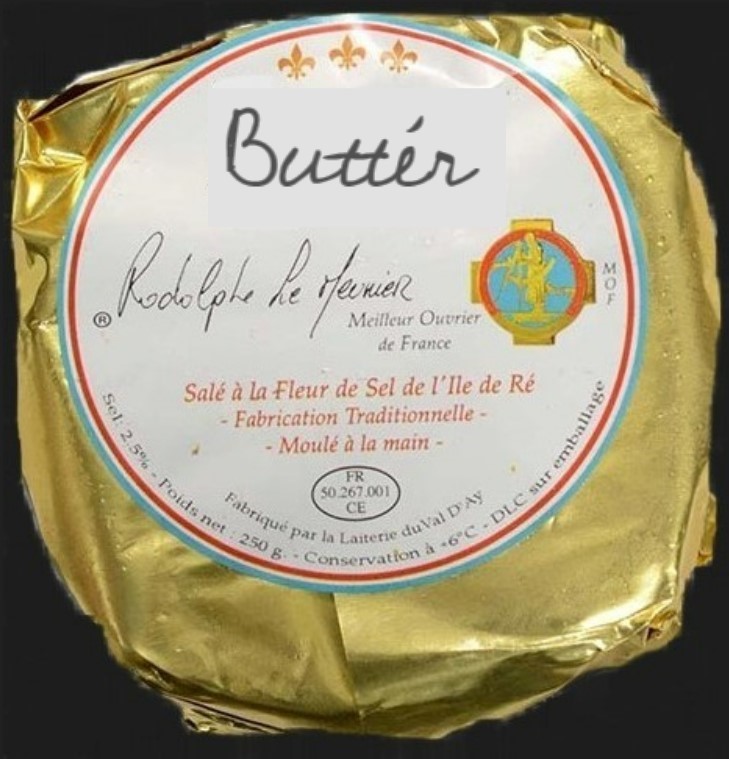 Buttér
Rodolphe Le Meunier
®
Meilleur Ouvrier
de France
MOF
Salé à la Fleur de Sel de l'Ile de Ré
- Fabrication Traditionnelle -
- Moulé à la main -
FR
50.267.001
CE
Fabriqué par la Laiterie du Val D'Ay
Sel: 2,5% - Poids net : 250 g. - Conservation à +6°C - DLC sur emballage